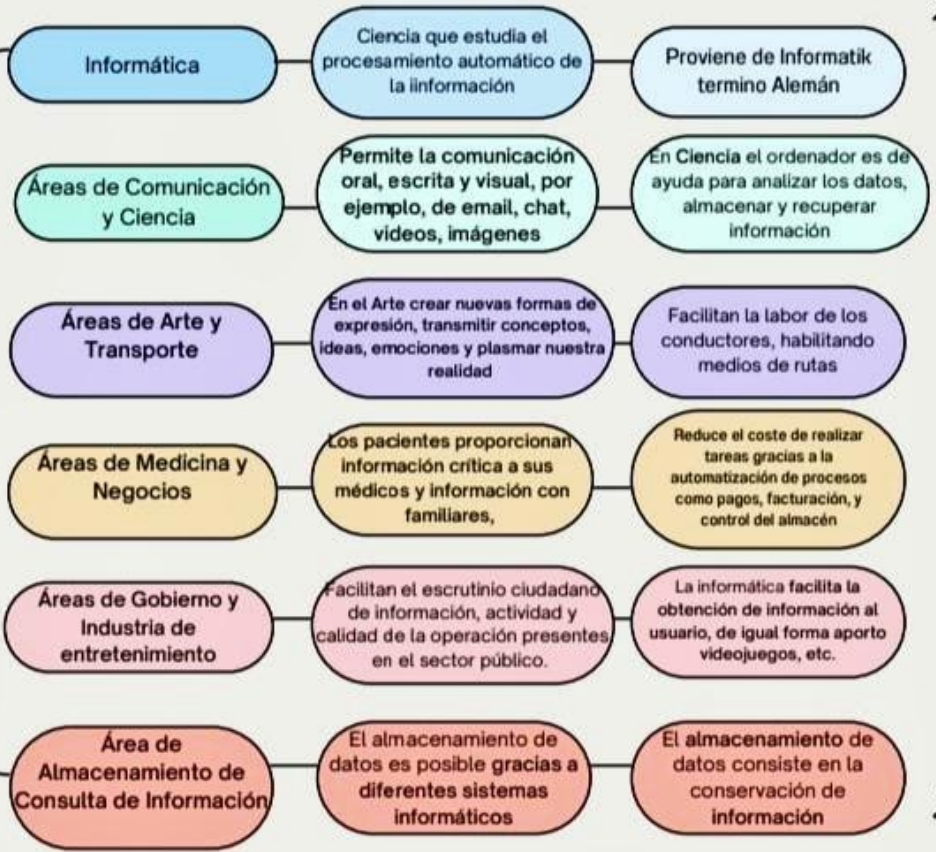 Informática
Ciencia que estudia el
procesamiento automático de
la iinformación
Proviene de Informatik
termino Alemán
Áreas de Comunicación
y Ciencia
Permite la comunicación
oral, escrita y visual, por
ejemplo, de email, chat,
videos, imágenes
En Ciencia el ordenador es de
ayuda para analizar los datos,
almacenar y recuperar
información
Áreas de Arte y
Transporte
En el Arte crear nuevas formas de
expresión, transmitir conceptos,
ideas, emociones y plasmar nuestra
realidad
Facilitan la labor de los
conductores, habilitando
medios de rutas
Áreas de Medicina y
Negocios
Los pacientes proporcionan
información crítica a sus
médicos y información con
familiares,
Reduce el coste de realizar
tareas gracias a la
automatización de procesos
como pagos, facturación, y
control del almacén
Áreas de Gobierno y
Industria de
entretenimiento
Facilitan el escrutinio ciudadano
de información, actividad y
calidad de la operación presentes
en el sector público.
La informática facilita la
obtención de información al
usuario, de igual forma aporto
videojuegos, etc.
Área de
Almacenamiento de
Consulta de Información
El almacenamiento de
datos es posible gracias a
diferentes sistemas
informáticos
El almacenamiento de
datos consiste en la
conservación de
información